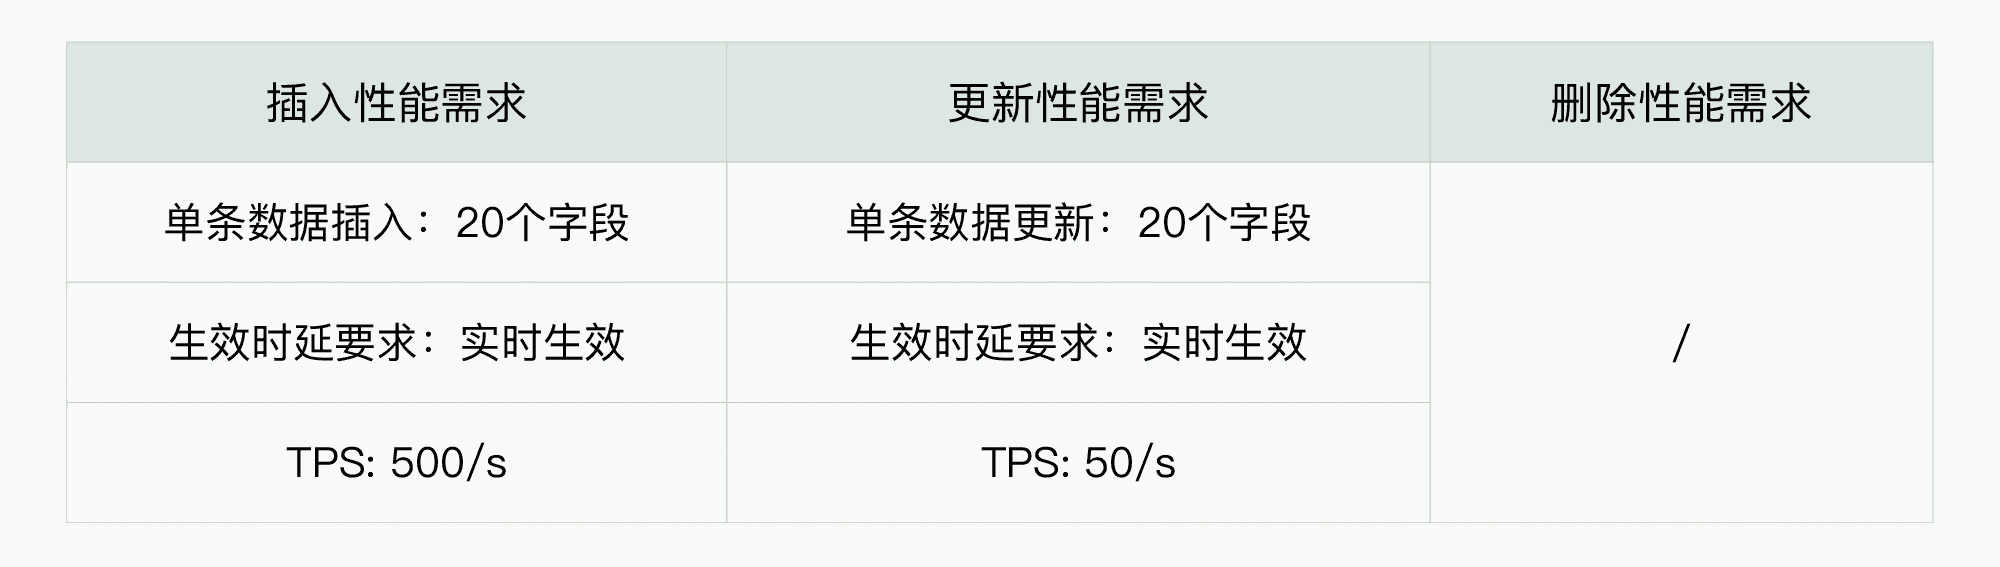 插入性能需求
更新性能需求
删除性能需求
单条数据插入：20个字段
单条数据更新：20个字段
生效时延要求：实时生效
生效时延要求：实时生效
/
TPS: 500/s
TPS: 50/s